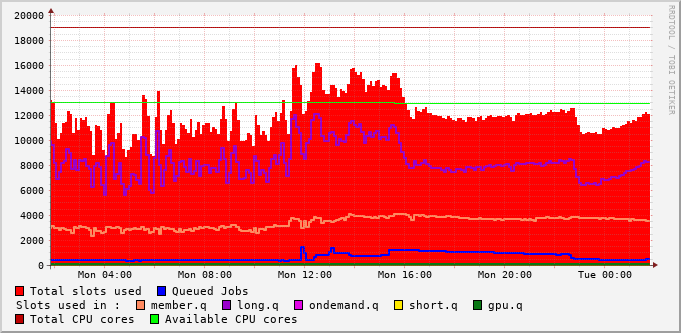 20000
18000
16000
14000
12000
10000
8000
6000
4000
2000
0
Mon 04:00 Mon 08:00 Mon 12:00 Mon 16:00 Mon 20:00 Tue 00:00
Total slots used Queued Jobs
Slots used in : member.q long.q ondemand.q short.q gpu.q
Total CPU cores Available CPU cores
RRDTOOL / TOBI OETIKER